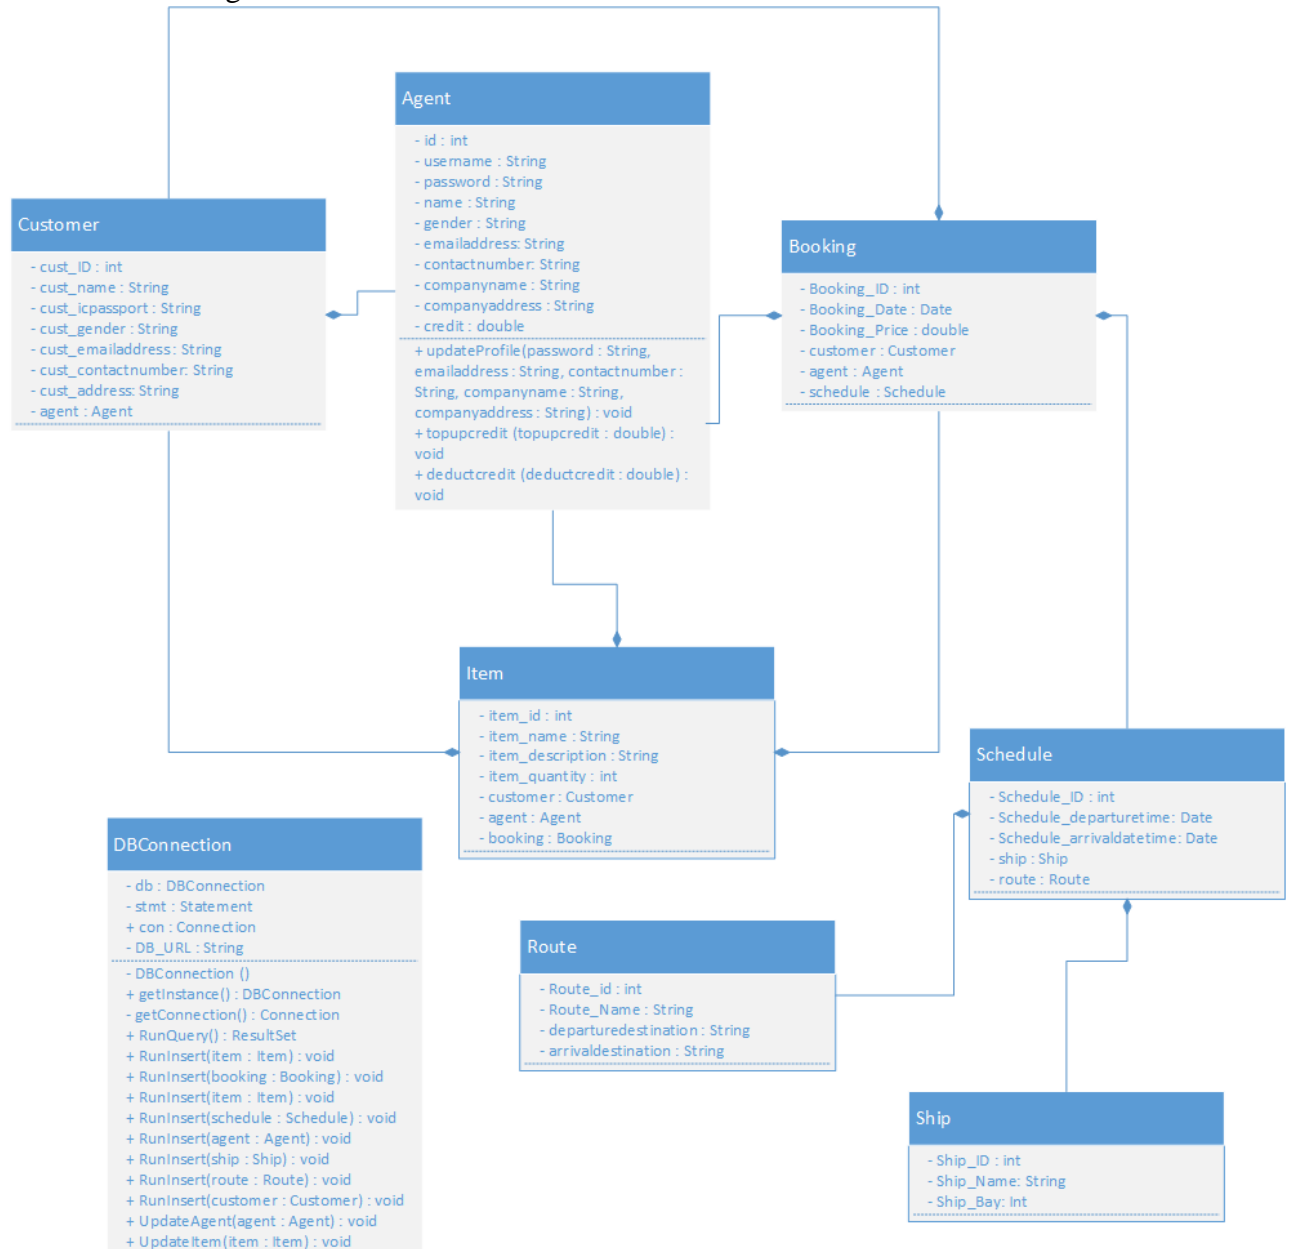 Agent
- id : int
- username : String
- password : String
- name : String
- gender : String
- emailaddress: String
- contactnumber: String
- companyname : String
- companyaddress : String
- credit : double
+ updateProfile(password : String,
emailaddress : String, contactnumber :
String, companyname : String,
companyaddress : String) : void
+ topupcredit (topupcredit : double) :
void
+ deductcredit (deductcredit : double) :
void
Customer
- cust_ID : int
- cust_name : String
- cust_icpassport : String
- cust_gender : String
- cust_emailaddress : String
- cust_contactnumber: String
- cust_address: String
- agent : Agent
Booking
- Booking_ID : int
- Booking_Date : Date
- Booking_Price : double
- customer : Customer
- agent : Agent
- schedule : Schedule
Item
- item_id : int
- item_name : String
- item_description : String
- item_quantity : int
- customer : Customer
- agent : Agent
- booking : Booking
Schedule
- Schedule_ID : int
- Schedule_departuretime: Date
- Schedule_arrivaldatetime: Date
- ship : Ship
- route : Route
DBConnection
- db : DBConnection
- stmt : Statement
+ con : Connection
- DB_URL : String
- DBConnection ()
+ getInstance() : DBConnection
- getConnection() : Connection
+ RunQuery() : ResultSet
+ RunInsert(item : Item) : void
+ RunInsert(booking : Booking) : void
+ RunInsert(item : Item) : void
+ RunInsert(schedule : Schedule) : void
+ RunInsert(agent : Agent) : void
+ RunInsert(ship : Ship) : void
+ RunInsert(route : Route) : void
+ RunInsert(customer : Customer) : void
+ UpdateAgent(agent : Agent) : void
+ UpdateItem(item : Item) : void
Route
- Route_id : int
- Route_Name : String
- departuredestination : String
- arrivaldestination : String
Ship
- Ship_ID : int
- Ship_Name: String
- Ship_Bay: Int